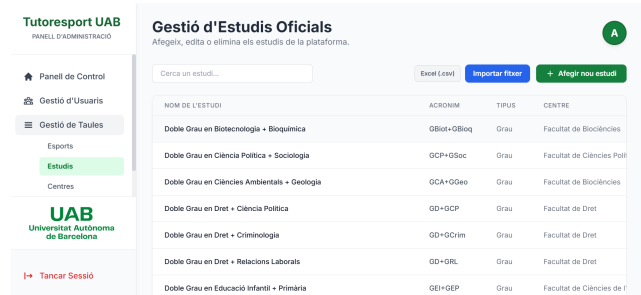 Tutoresport UAB
PANELL D'ADMINISTRACIÓ
Panell de Control
Gestió d'Usuaris
Gestió de Taules
Esports
Estudis
Centres
UAB
Universitat Autònoma
de Barcelona
Tancar Sessió
Gestió d'Estudis Oficials
Afegeix, edita o elimina els estudis de la plataforma.
A
Cerca un estudi...
Excel (.csv)
Importar fitxer
+ Afegir nou estudi
NOM DE L'ESTUDI ACRONIM TIPUS CENTRE
Doble Grau en Biotecnologia + Bioquímica GBiot+GBioq Grau Facultat de Biociències
Doble Grau en Ciència Política + Sociologia GCP+GSoc Grau Facultat de Ciències Polít
Doble Grau en Ciències Ambientals + Geologia GCA+GGeo Grau Facultat de Biociències
Doble Grau en Dret + Ciència Política GD+GCP Grau Facultat de Dret
Doble Grau en Dret + Criminologia GD+GCrim Grau Facultat de Dret
Doble Grau en Dret + Relacions Laborals GD+GRL Grau Facultat de Dret
Doble Grau en Educació Infantil + Primària GEI+GEP Grau Facultat de Ciències de l'